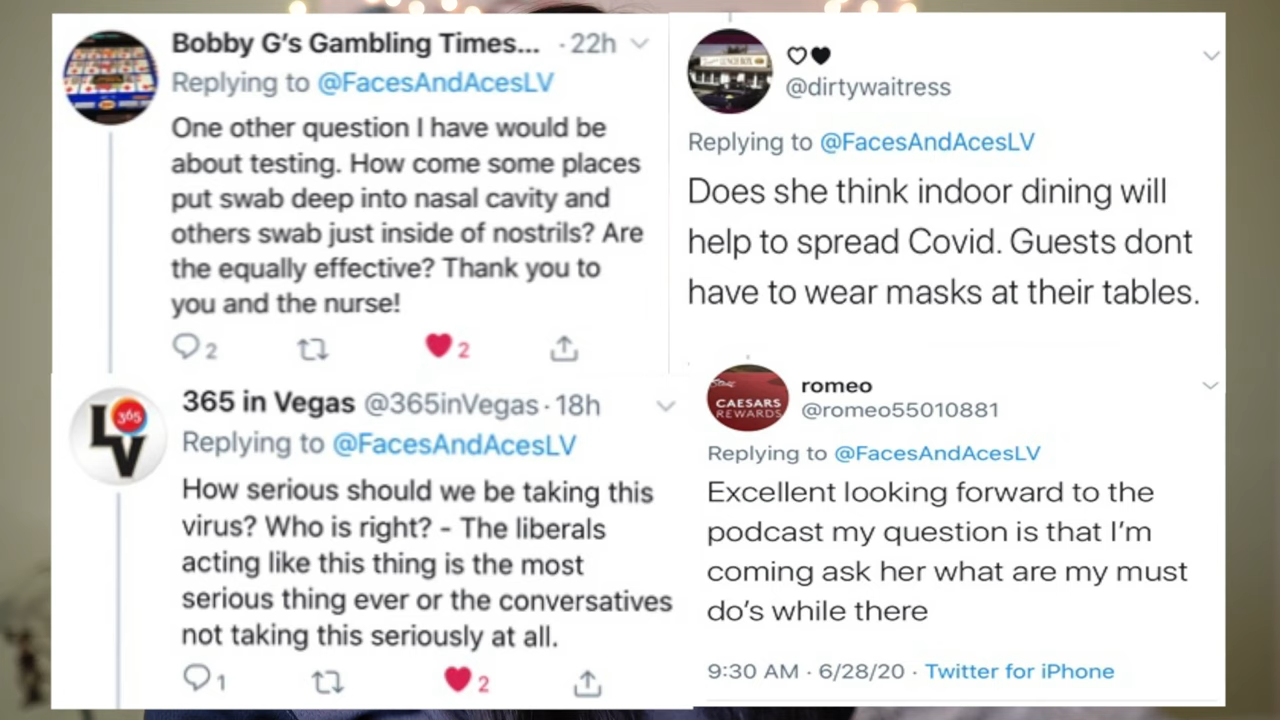 Bobby G's Gambling Times... · 22h
Replying to @FacesAndAcesLV
One other question I have would be
about testing. How come some places
put swab deep into nasal cavity and
others swab just inside of nostrils? Are
the equally effective? Thank you to
you and the nurse!
2
2
365
LV
365 in Vegas @365inVegas · 18h
Replying to @FacesAndAcesLV
How serious should we be taking this
virus? Who is right? - The liberals
acting like this thing is the most
serious thing ever or the conversatives
not taking this seriously at all.
1
2
♡🖤
@dirtywaitress
Replying to @FacesAndAcesLV
Does she think indoor dining will
help to spread Covid. Guests dont
have to wear masks at their tables.
CAESARS
REWARDS
romeo
@romeo55010881
Replying to @FacesAndAcesLV
Excellent looking forward to the
podcast my question is that I'm
coming ask her what are my must
do's while there
9:30 AM · 6/28/20 · Twitter for iPhone